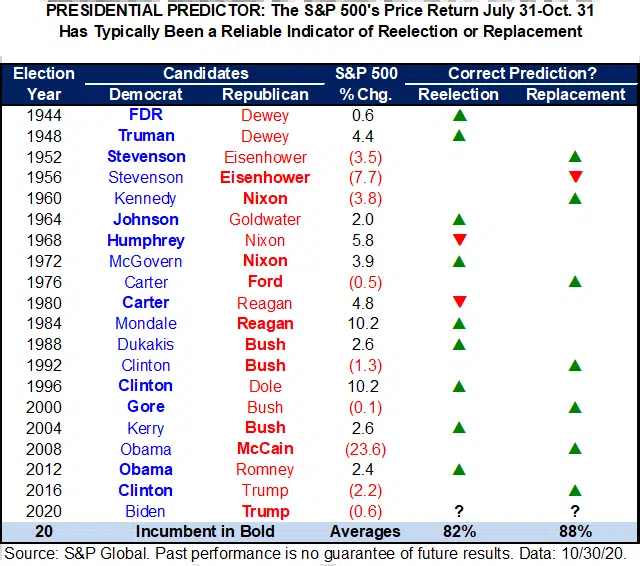 PRESIDENTIAL PREDICTOR: The S&P 500's Price Return July 31-Oct. 31
Has Typically Been a Reliable Indicator of Reelection or Replacement
Election Candidates S&P 500 Correct Prediction?
Year Democrat Republican % Chg. Reelection Replacement
1944 FDR Dewey 0.6 ▲
1948 Truman Dewey 4.4 ▲
1952 Stevenson Eisenhower (3.5) ▲
1956 Stevenson Eisenhower (7.7) ▼
1960 Kennedy Nixon (3.8) ▲
1964 Johnson Goldwater 2.0 ▲
1968 Humphrey Nixon 5.8 ▼
1972 McGovern Nixon 3.9 ▲
1976 Carter Ford (0.5) ▲
1980 Carter Reagan 4.8 ▼
1984 Mondale Reagan 10.2 ▲
1988 Dukakis Bush 2.6 ▲
1992 Clinton Bush (1.3) ▲
1996 Clinton Dole 10.2 ▲
2000 Gore Bush (0.1) ▲
2004 Kerry Bush 2.6 ▲
2008 Obama McCain (23.6) ▲
2012 Obama Romney 2.4 ▲
2016 Clinton Trump (2.2) ▲
2020 Biden Trump (0.6) ? ?
20 Incumbent in Bold Averages 82% 88%
Source: S&P Global. Past performance is no guarantee of future results. Data: 10/30/20.